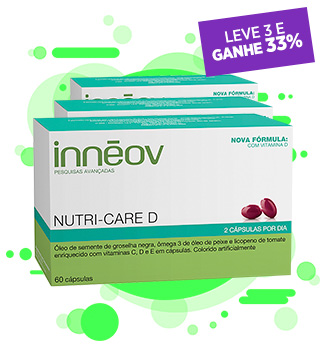 LEVE 3 E
GANHE 33%
NOVA FÓRMULA:
innēov
PESQUISAS AVANÇADAS
NOVA FÓRMULA:
COM VITAMINA D
NUTRI-CARE D
2 CÁPSULAS POR DIA
Óleo de semente de groselha negra, ômega 3 de óleo de peixe e licopeno de tomate
enriquecido com vitaminas C, D e E em cápsulas. Colorido artificialmente
60 cápsulas